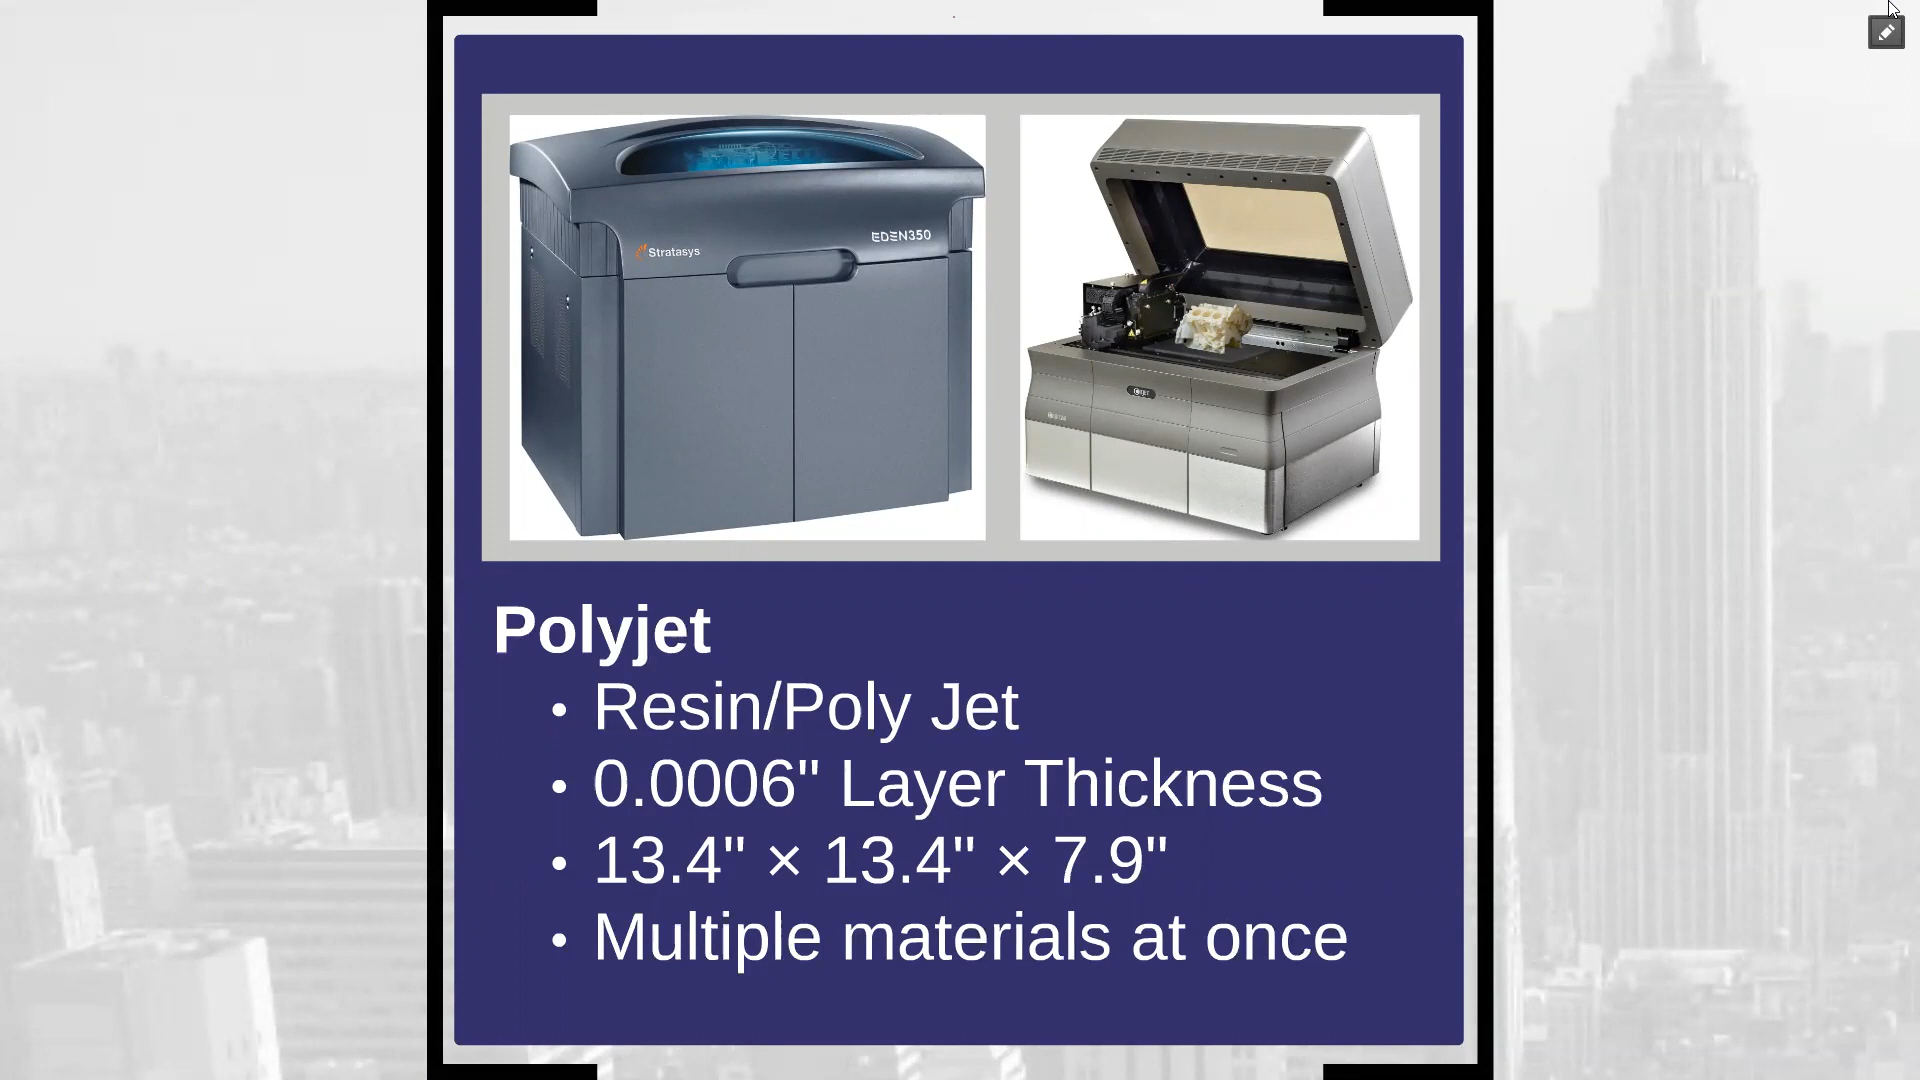 Stratasys
EDEN350
Polyjet
• Resin/Poly Jet
• 0.0006" Layer Thickness
• 13.4" × 13.4" × 7.9"
• Multiple materials at once